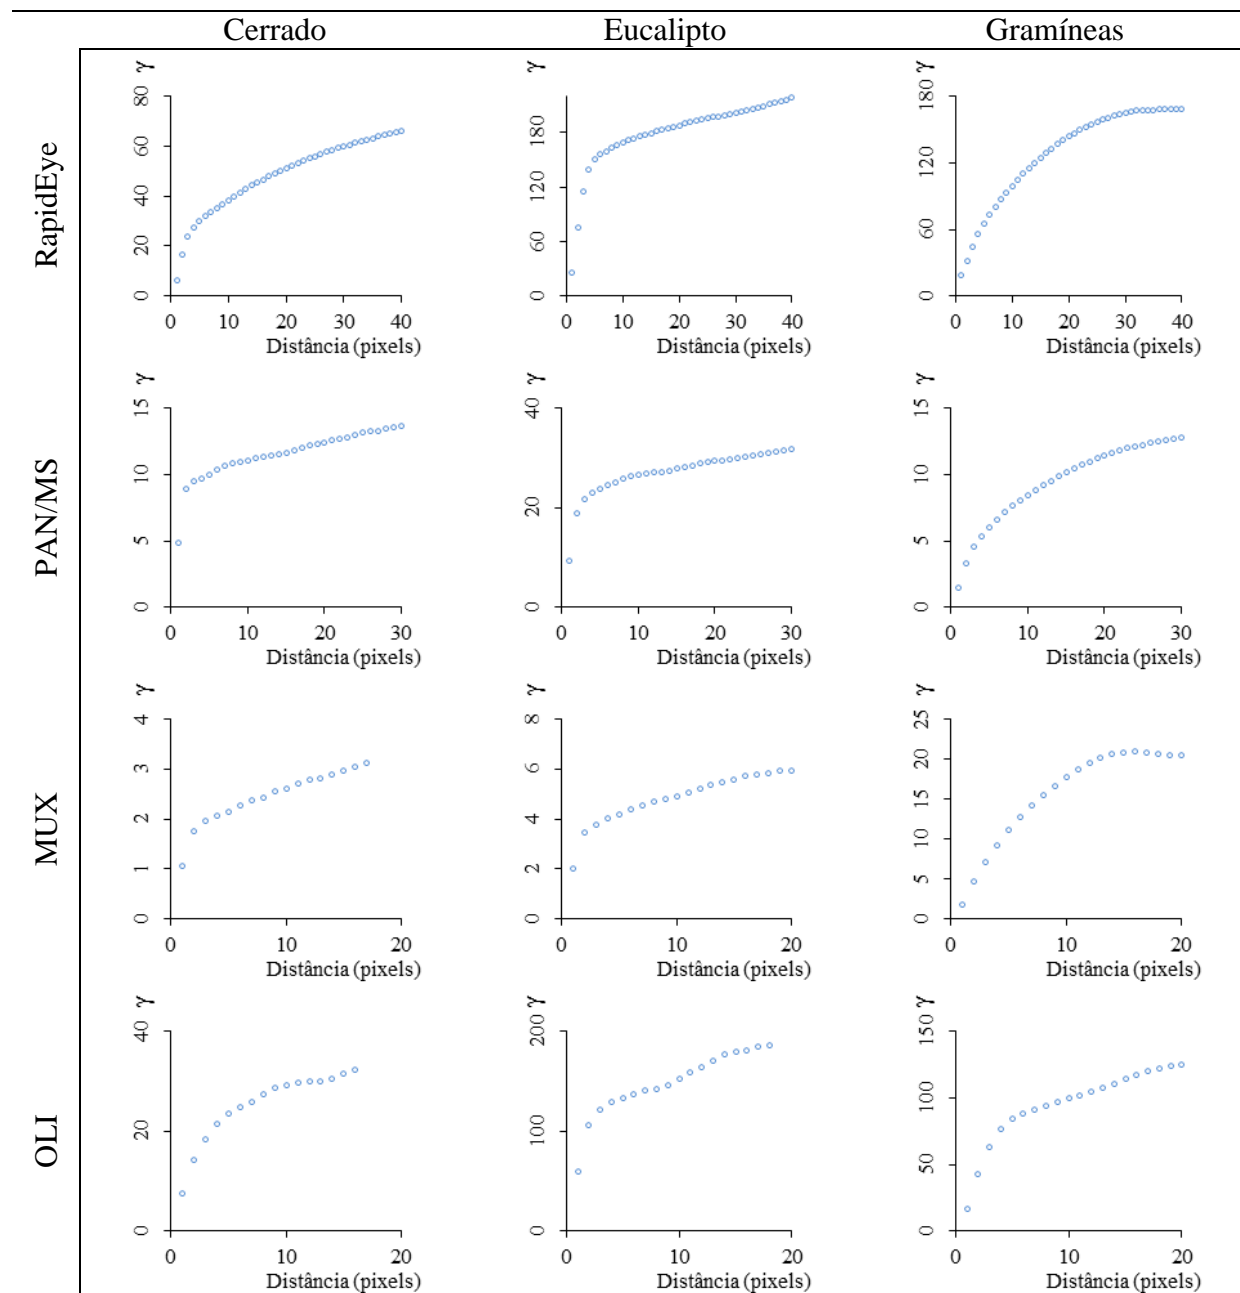 Cerrado Eucalipto Gramíneas
RapidEye
γ γ γ
0 20 40 60 80
0 60 120 180
0 60 120 180
0 10 20 30 40 0 10 20 30 40 0 10 20 30 40
Distância (pixels) Distância (pixels) Distância (pixels)
PAN/MS
γ γ γ
0 5 10 15
0 20 40
0 5 10 15
0 10 20 30 0 10 20 30 0 10 20 30
Distância (pixels) Distância (pixels) Distância (pixels)
MUX
γ γ γ
0 1 2 3 4
0 2 4 6 8
0 5 10 15 20 25
0 10 20 0 10 20 0 10 20
Distância (pixels) Distância (pixels) Distância (pixels)
OLI
γ γ γ
0 20 40
0 100 200
0 50 100 150
0 10 20 0 10 20 0 10 20
Distância (pixels) Distância (pixels) Distância (pixels)